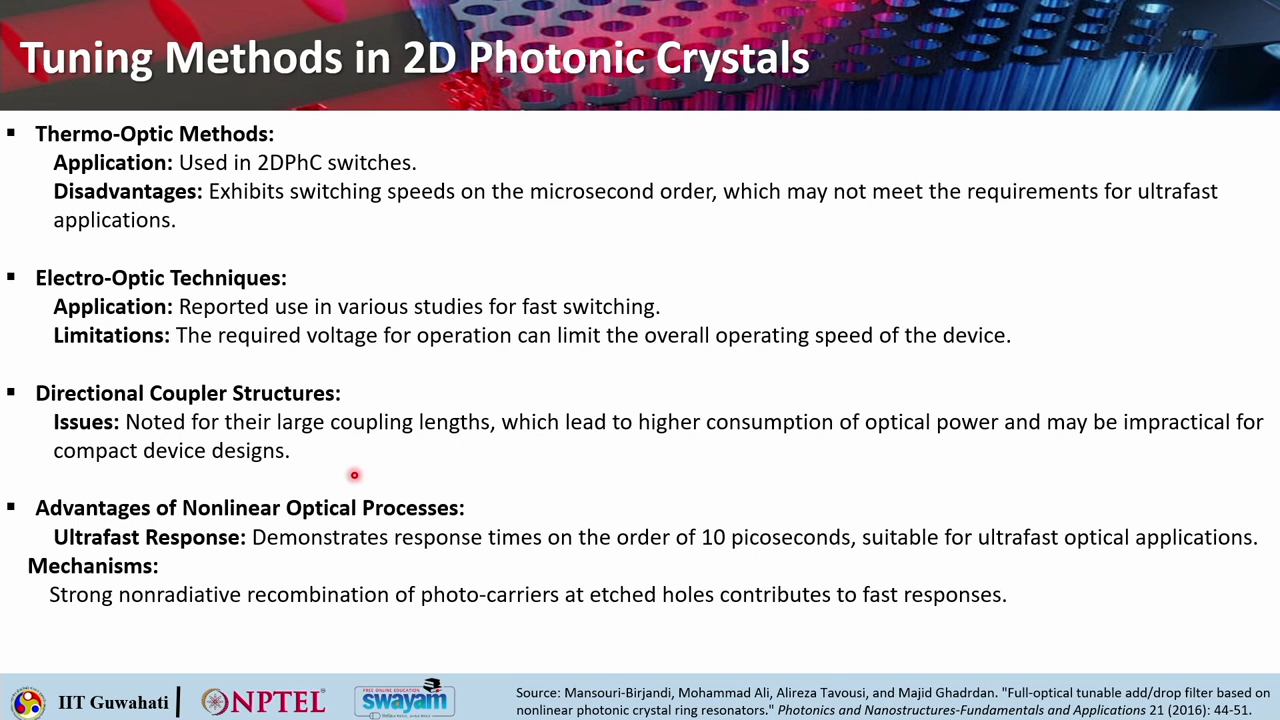 Tuning Methods in 2D Photonic Crystals
▪ Thermo-Optic Methods:
Application: Used in 2DPhC switches.
Disadvantages: Exhibits switching speeds on the microsecond order, which may not meet the requirements for ultrafast
applications.
▪ Electro-Optic Techniques:
Application: Reported use in various studies for fast switching.
Limitations: The required voltage for operation can limit the overall operating speed of the device.
▪ Directional Coupler Structures:
Issues: Noted for their large coupling lengths, which lead to higher consumption of optical power and may be impractical for
compact device designs.
▪ Advantages of Nonlinear Optical Processes:
Ultrafast Response: Demonstrates response times on the order of 10 picoseconds, suitable for ultrafast optical applications.
Mechanisms:
Strong nonradiative recombination of photo-carriers at etched holes contributes to fast responses.
IIT Guwahati
NPTEL
FREE ONLINE EDUCATION
swayam
Source: Mansouri-Birjandi, Mohammad Ali, Alireza Tavousi, and Majid Ghadrdan. "Full-optical tunable add/drop filter based on
nonlinear photonic crystal ring resonators." Photonics and Nanostructures-Fundamentals and Applications 21 (2016): 44-51.